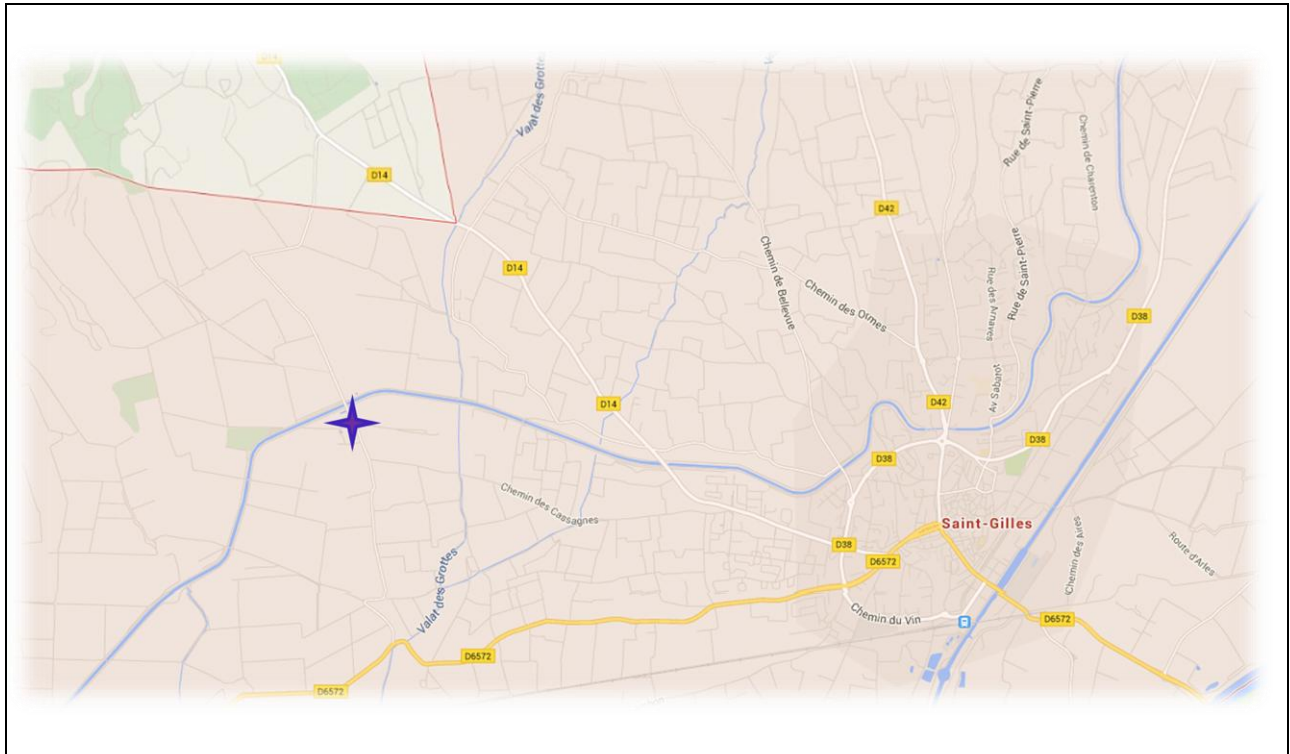 Valat des Grottes
Rue de Saint-Pierre
Chemin de Charenton
D14
D42
Chemin de Bellevue
D14
Chemin des Olmes
Rue des Arnaves
Rue de Saint-Pierre
D38
D14
D42
Av Sabatot
D38
D38
Chemin des Cassagnes
Saint-Gilles
Chemin des Aires
Route d'Arles
D38
D6572
Valat des Grottes
Chemin du Vin
D6572
D6572
D6572